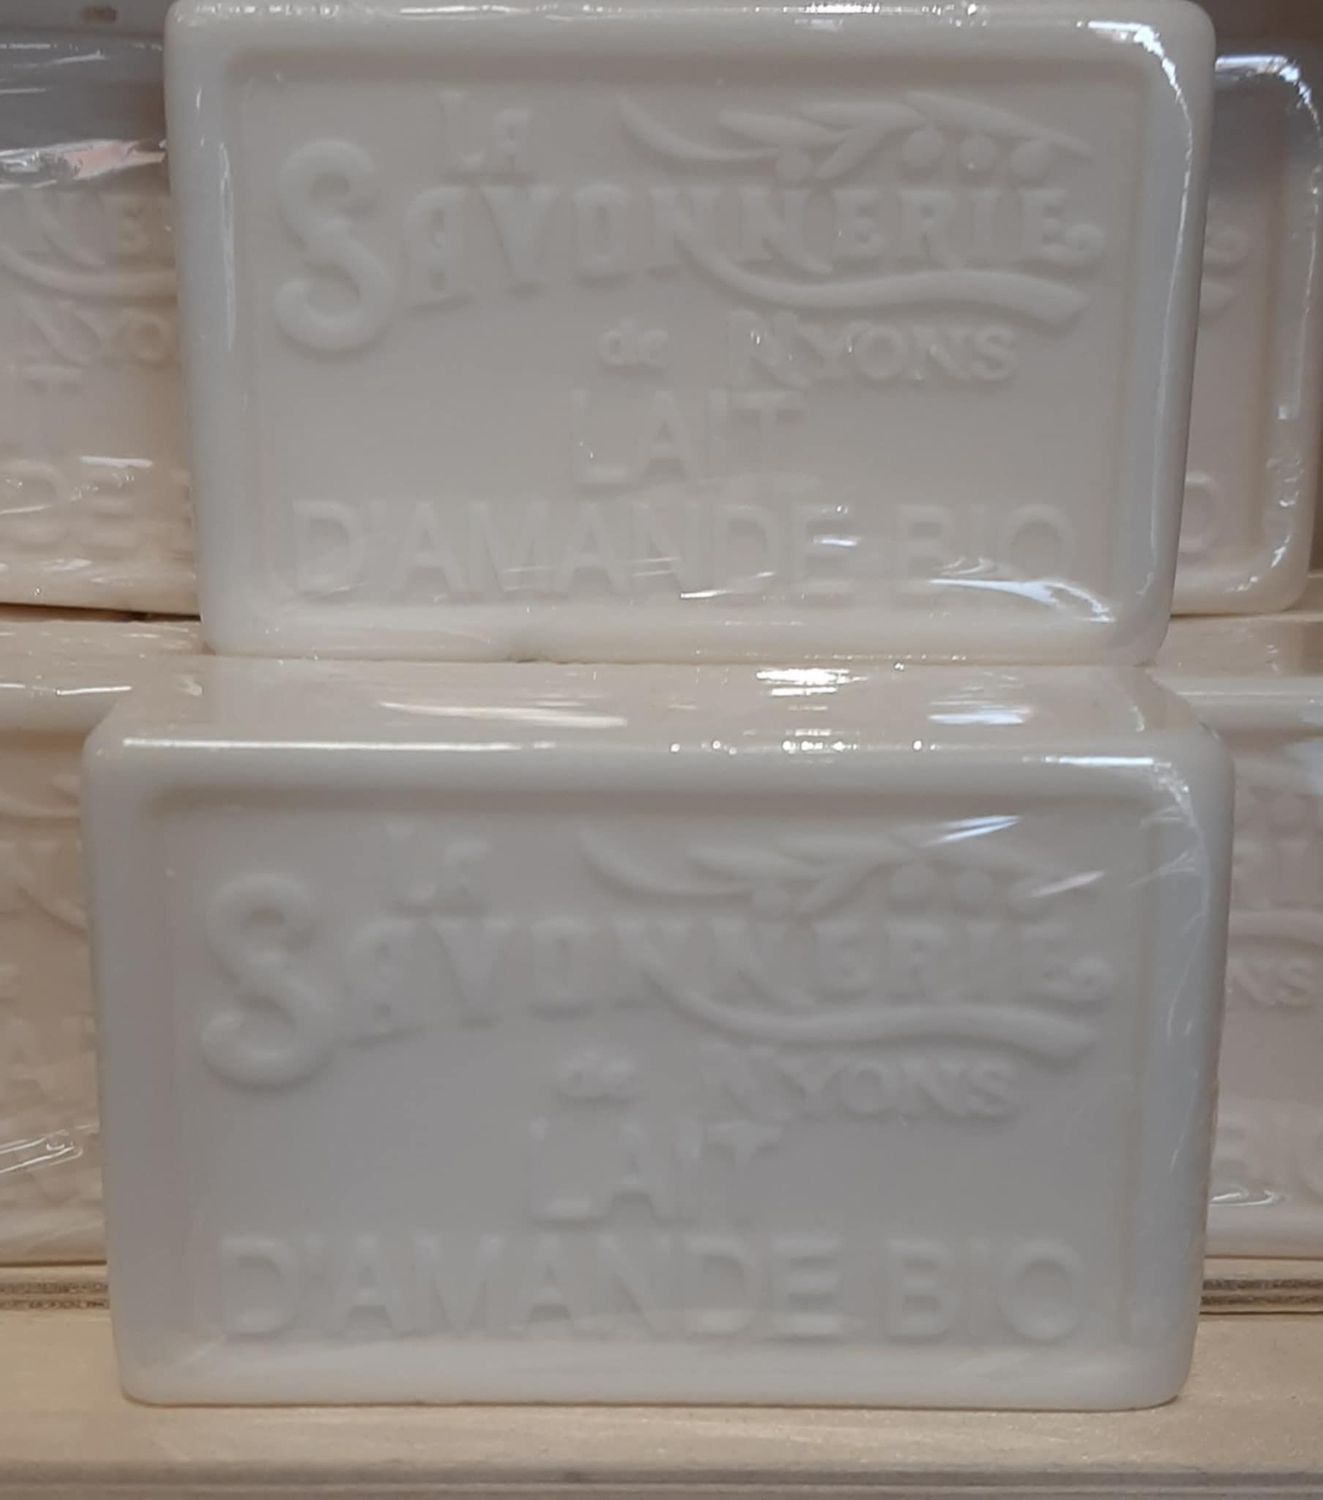 LA
SAVONNERIE
de NYONS
LAIT
D'AMANDE BIO
LA
SAVONNERIE
de NYONS
LAIT
D'AMANDE BIO